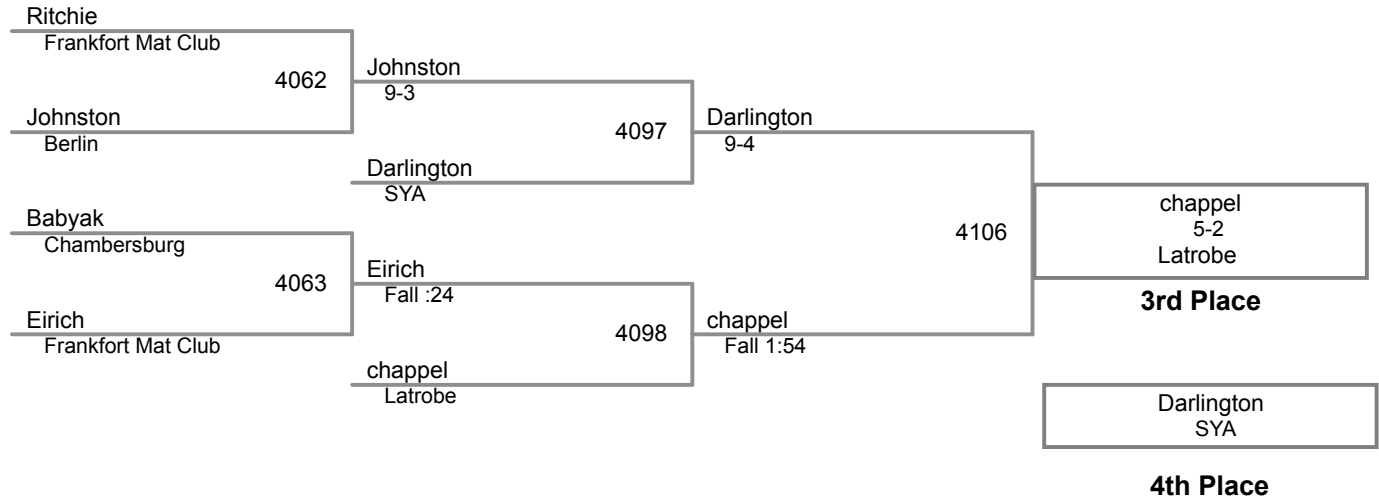 Ritchie
Frankfort Mat Club
4062
Johnston
9-3
Johnston
Berlin
4097
Darlington
9-4
Darlington
SYA
Babyak
Chambersburg
4106
chappel
5-2
Latrobe
3rd Place
4063
Eirich
Fall :24
Eirich
Frankfort Mat Club
4098
chappel
Fall 1:54
chappel
Latrobe
Darlington
SYA
4th Place